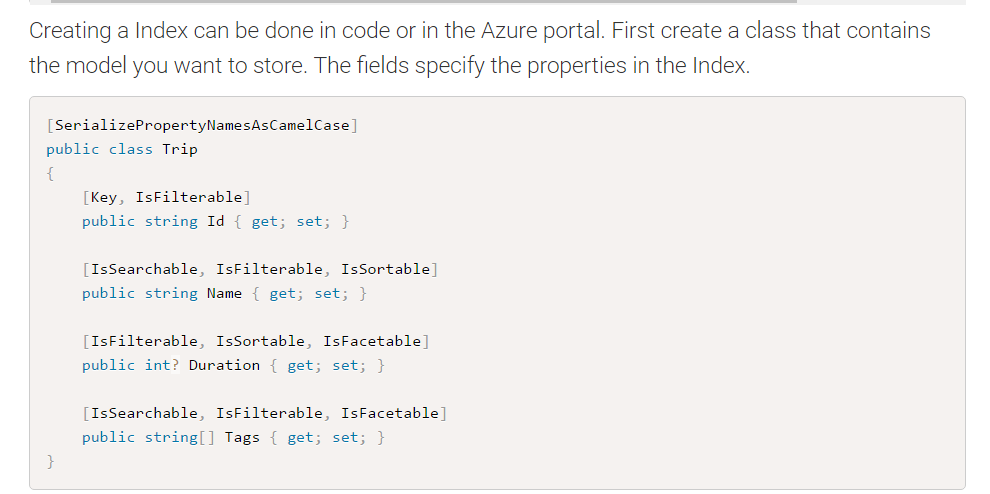 Creating a Index can be done in code or in the Azure portal. First create a class that contains
the model you want to store. The fields specify the properties in the Index.
[SerializePropertyNamesAsCamelCase]
public class Trip
{
    [Key, IsFilterable]
    public string Id { get; set; }

    [IsSearchable, IsFilterable, IsSortable]
    public string Name { get; set; }

    [IsFilterable, IsSortable, IsFacetable]
    public int? Duration { get; set; }

    [IsSearchable, IsFilterable, IsFacetable]
    public string[] Tags { get; set; }
}